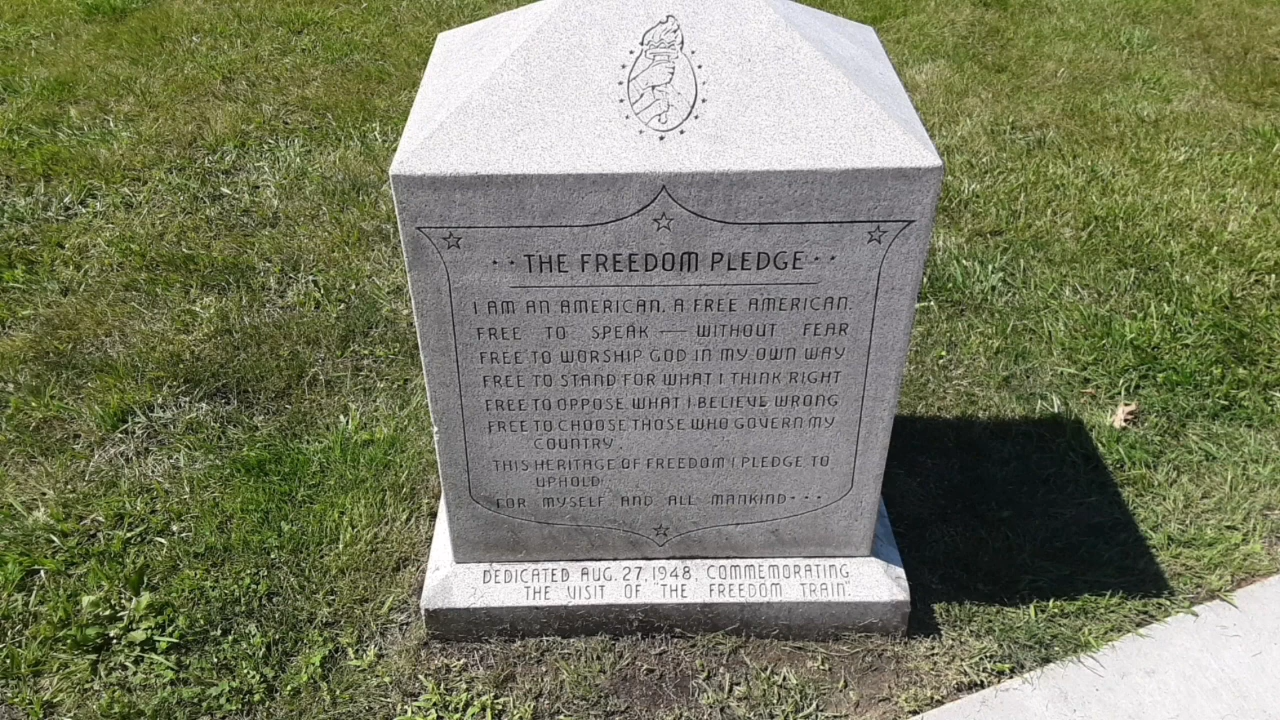 · · THE FREEDOM PLEDGE · ·
I AM AN AMERICAN. A FREE AMERICAN.
FREE TO SPEAK — WITHOUT FEAR
FREE TO WORSHIP GOD IN MY OWN WAY
FREE TO STAND FOR WHAT I THINK RIGHT
FREE TO OPPOSE WHAT I BELIEVE WRONG
FREE TO CHOOSE THOSE WHO GOVERN MY
COUNTRY.
THIS HERITAGE OF FREEDOM I PLEDGE TO
UPHOLD
FOR MYSELF AND ALL MANKIND · · ·
DEDICATED AUG. 27, 1948, COMMEMORATING
THE VISIT OF "THE FREEDOM TRAIN."